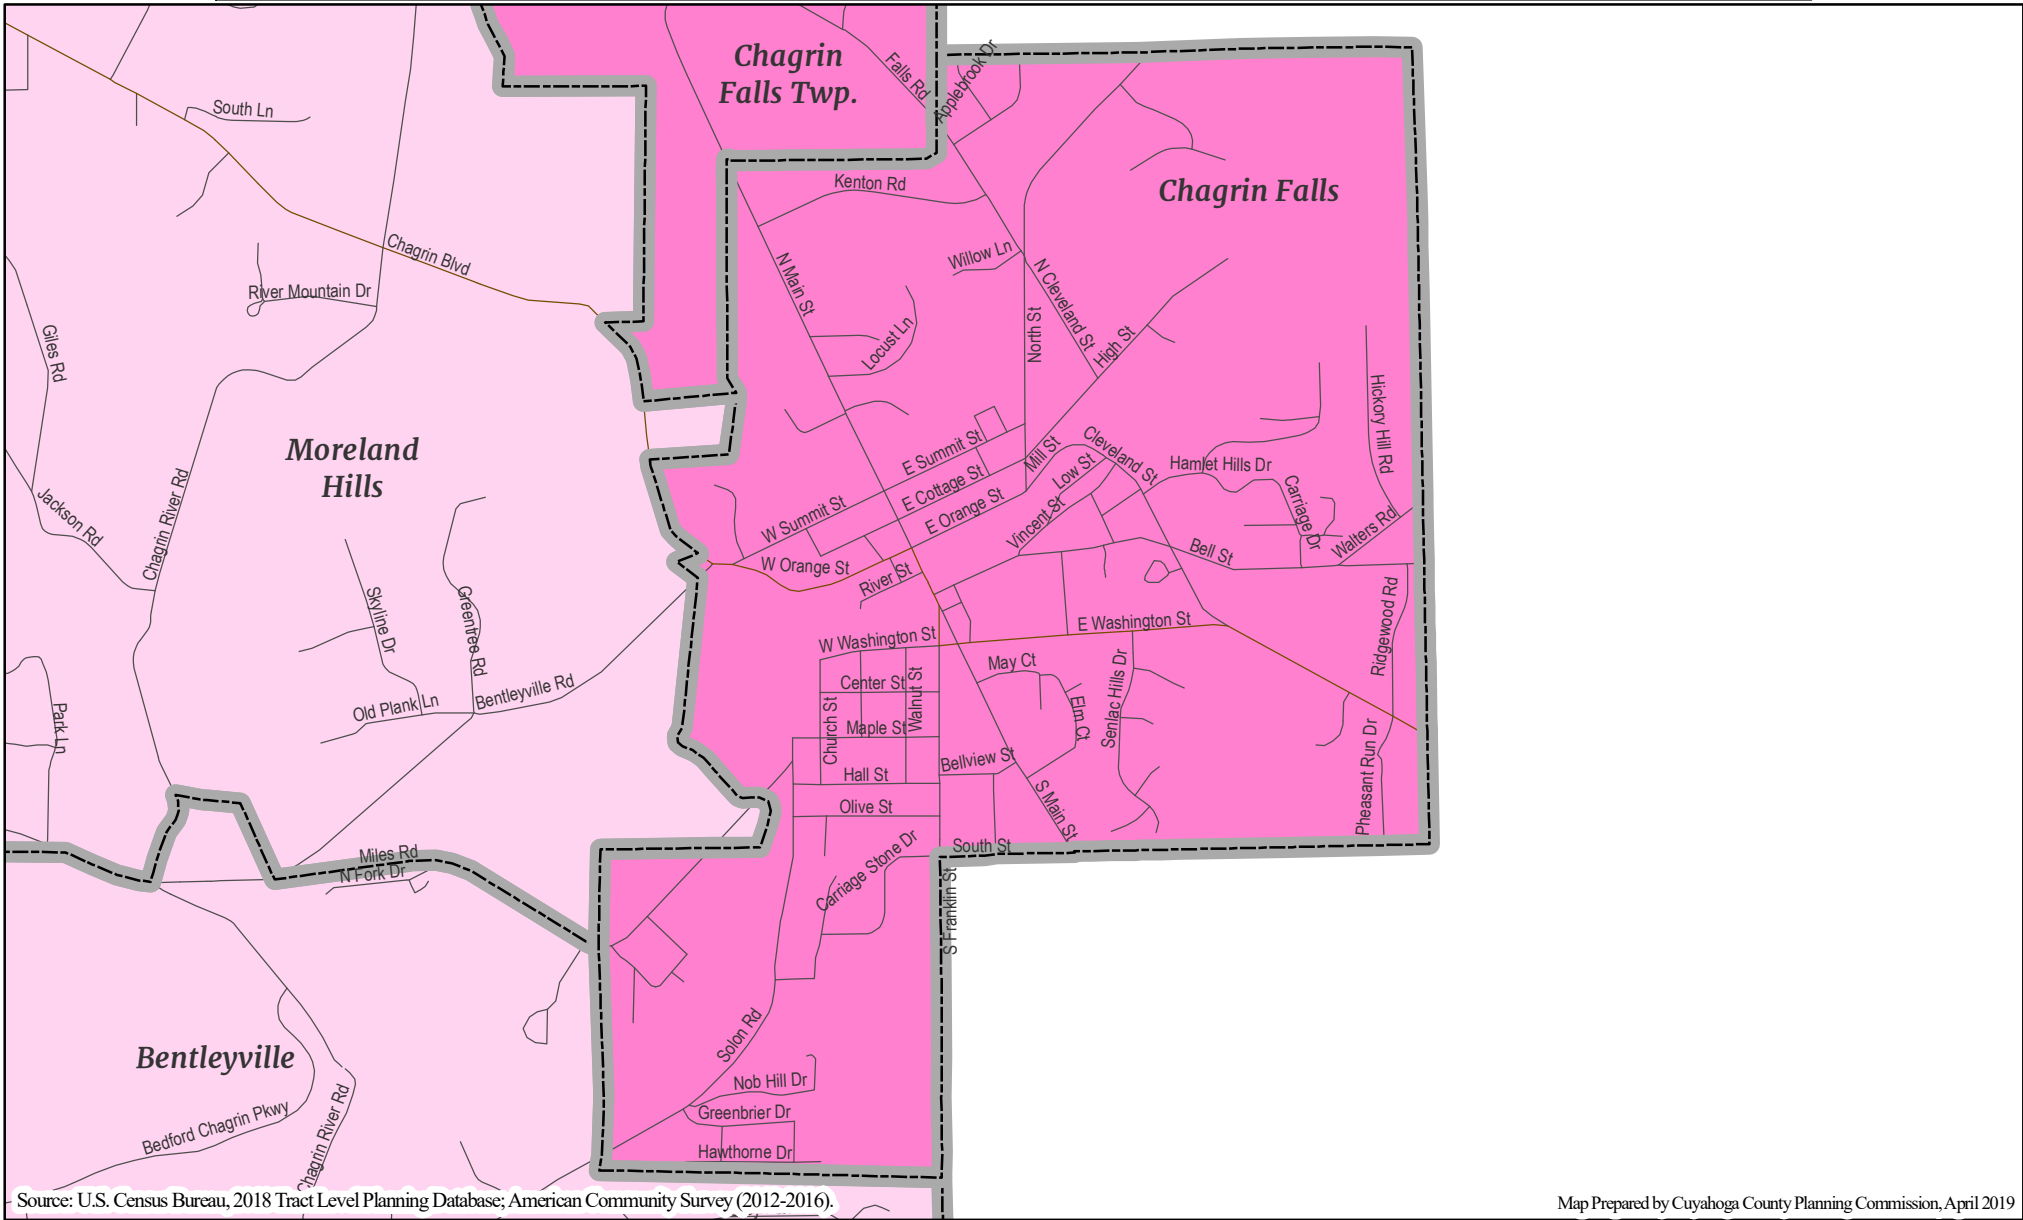 Chagrin
Falls Twp.
Falls Rd
Applebrook Dr
South Ln
Kenton Rd
Chagrin Falls
Chagrin Blvd
Willow Ln
N Main St
N Cleveland St
River Mountain Dr
North St
High St
Locust Ln
Giles Rd
Hickory Hill Rd
Moreland
Hills
E Summit St
Mill St
Cleveland St
Low St
Hamlet Hills Dr
Jackson Rd
Chagrin River Rd
E Cottage St
E Orange St
W Summit St
Vincent St
Carriage Dr
Walters Rd
Bell St
W Orange St
River St
Skyline Dr
Greentree Rd
Ridgewood Rd
E Washington St
W Washington St
May Ct
Center St
Walnut St
Church St
Elm Ct
Senlac Hills Dr
Old Plank Ln
Bentleyville Rd
Park Ln
Maple St
Bellview St
Hall St
Pheasant Run Dr
Olive St
S Main St
South St
Miles Rd
N Fork Dr
Carriage Stone Dr
S Franklin St
Solon Rd
Bentleyville
Nob Hill Dr
Greenbrier Dr
Bedford Chagrin Pkwy
Chagrin River Rd
Hawthorne Dr
Source: U.S. Census Bureau, 2018 Tract Level Planning Database; American Community Survey (2012-2016).
Map Prepared by Cuyahoga County Planning Commission, April 2019